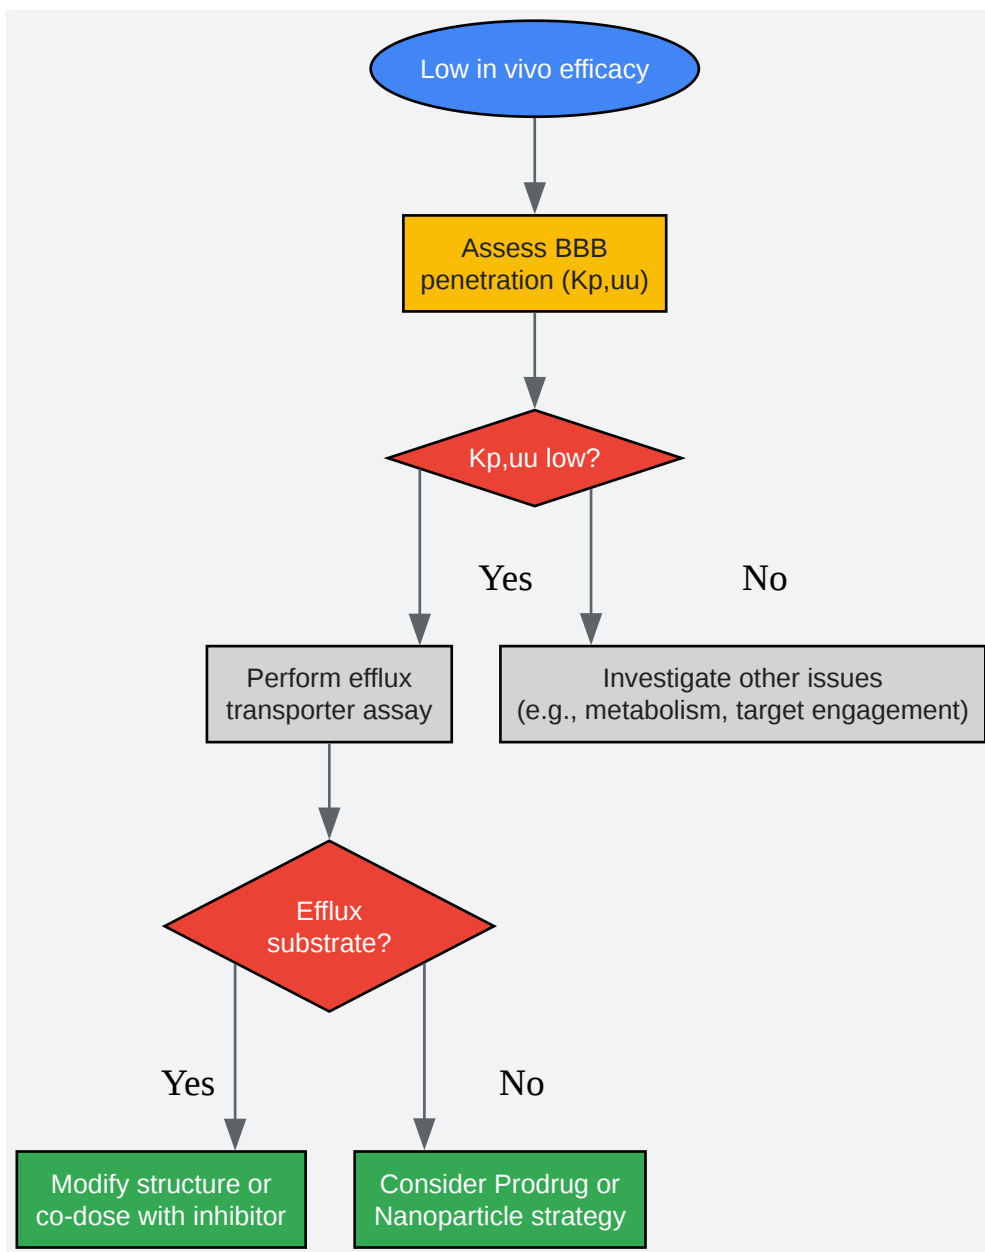 Low in vivo efficacy
Assess BBB
penetration (Kp,uu)
Kp,uu low?
Yes
No
Perform efflux
transporter assay
Investigate other issues
(e.g., metabolism, target engagement)
Efflux
substrate?
Yes
No
Modify structure or
co-dose with inhibitor
Consider Prodrug or
Nanoparticle strategy